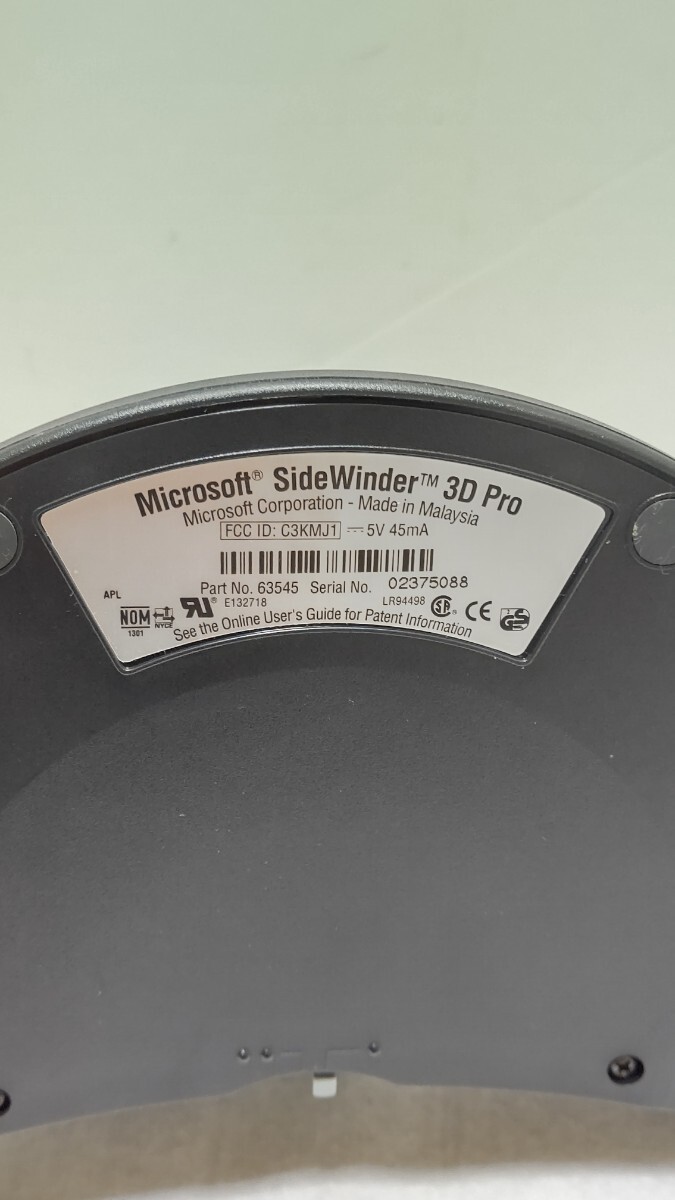 Microsoft® SideWinder™ 3D Pro
Microsoft Corporation - Made in Malaysia
FCC ID: C3KMJ1 5V 45mA
Part No. 63545 Serial No. 02375088
APL
NOM NYCE
1301
E132718
LR94498
See the Online User's Guide for Patent Information